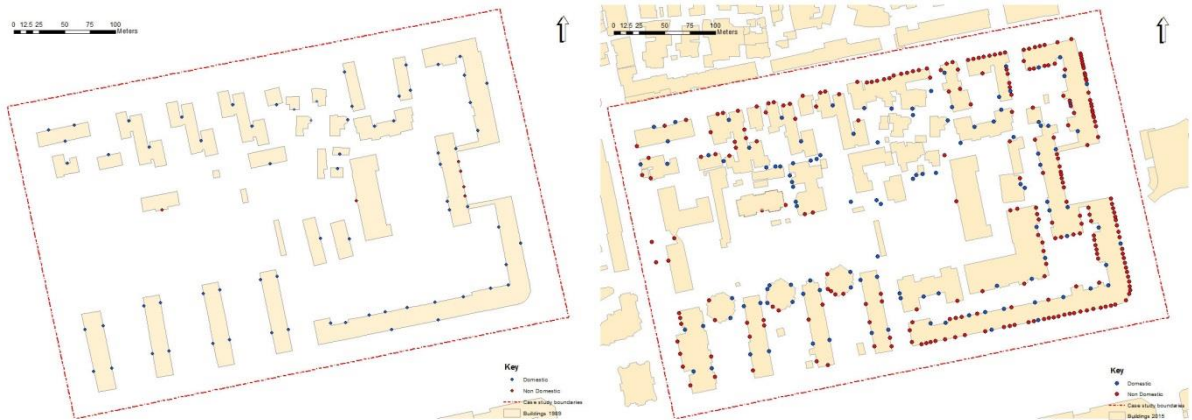 0 12.5 25 50 75 100
Meters
Key
Domestic
Non Domestic
Case study boundaries
Buildings 1989
0 12.5 25 50 75 100
Meters
Key
Domestic
Non Domestic
Case study boundaries
Buildings 2015